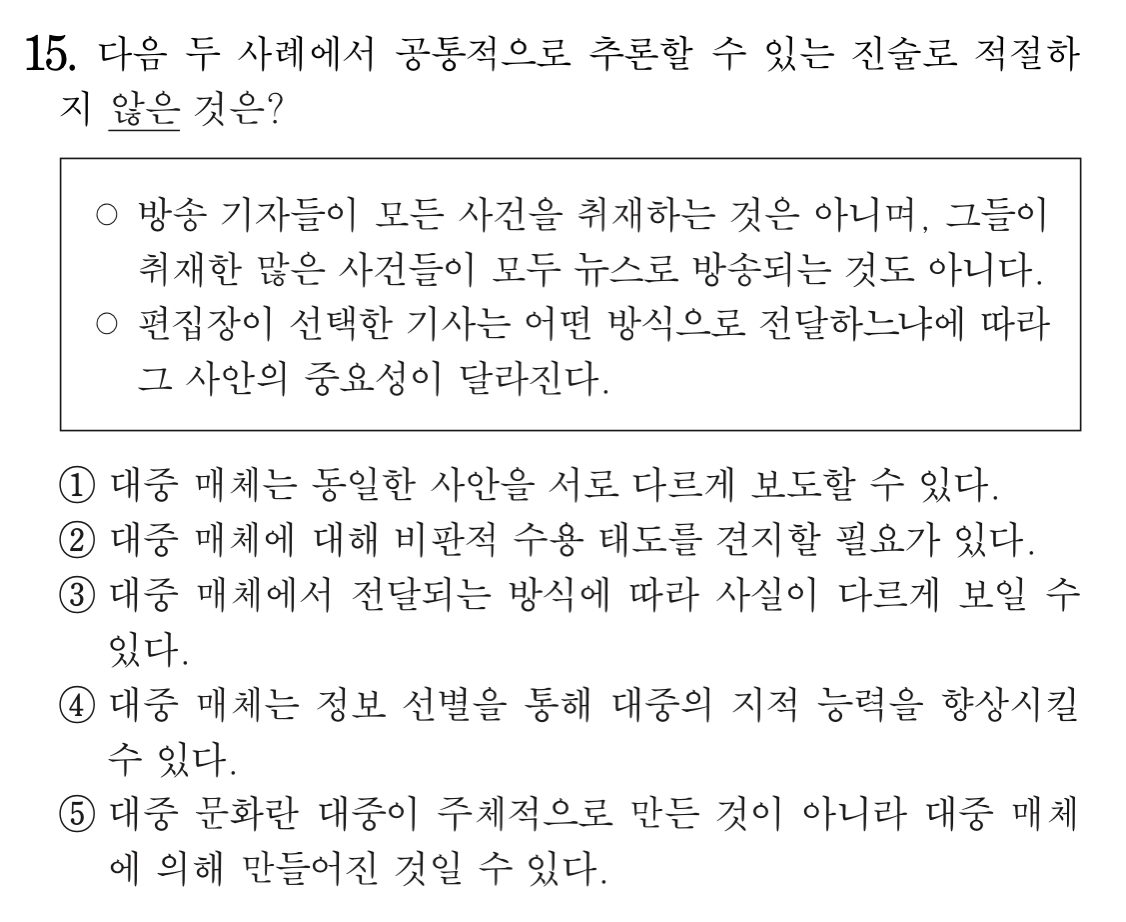 15. 다음 두 사례에서 공통적으로 추론할 수 있는 진술로 적절하
지 않은 것은?
○ 방송 기자들이 모든 사건을 취재하는 것은 아니며, 그들이
취재한 많은 사건들이 모두 뉴스로 방송되는 것도 아니다.
○ 편집장이 선택한 기사는 어떤 방식으로 전달하느냐에 따라
그 사안의 중요성이 달라진다.
① 대중 매체는 동일한 사안을 서로 다르게 보도할 수 있다.
② 대중 매체에 대해 비판적 수용 태도를 견지할 필요가 있다.
③ 대중 매체에서 전달되는 방식에 따라 사실이 다르게 보일 수
있다.
④ 대중 매체는 정보 선별을 통해 대중의 지적 능력을 향상시킬
수 있다.
⑤ 대중 문화란 대중이 주체적으로 만든 것이 아니라 대중 매체
에 의해 만들어진 것일 수 있다.